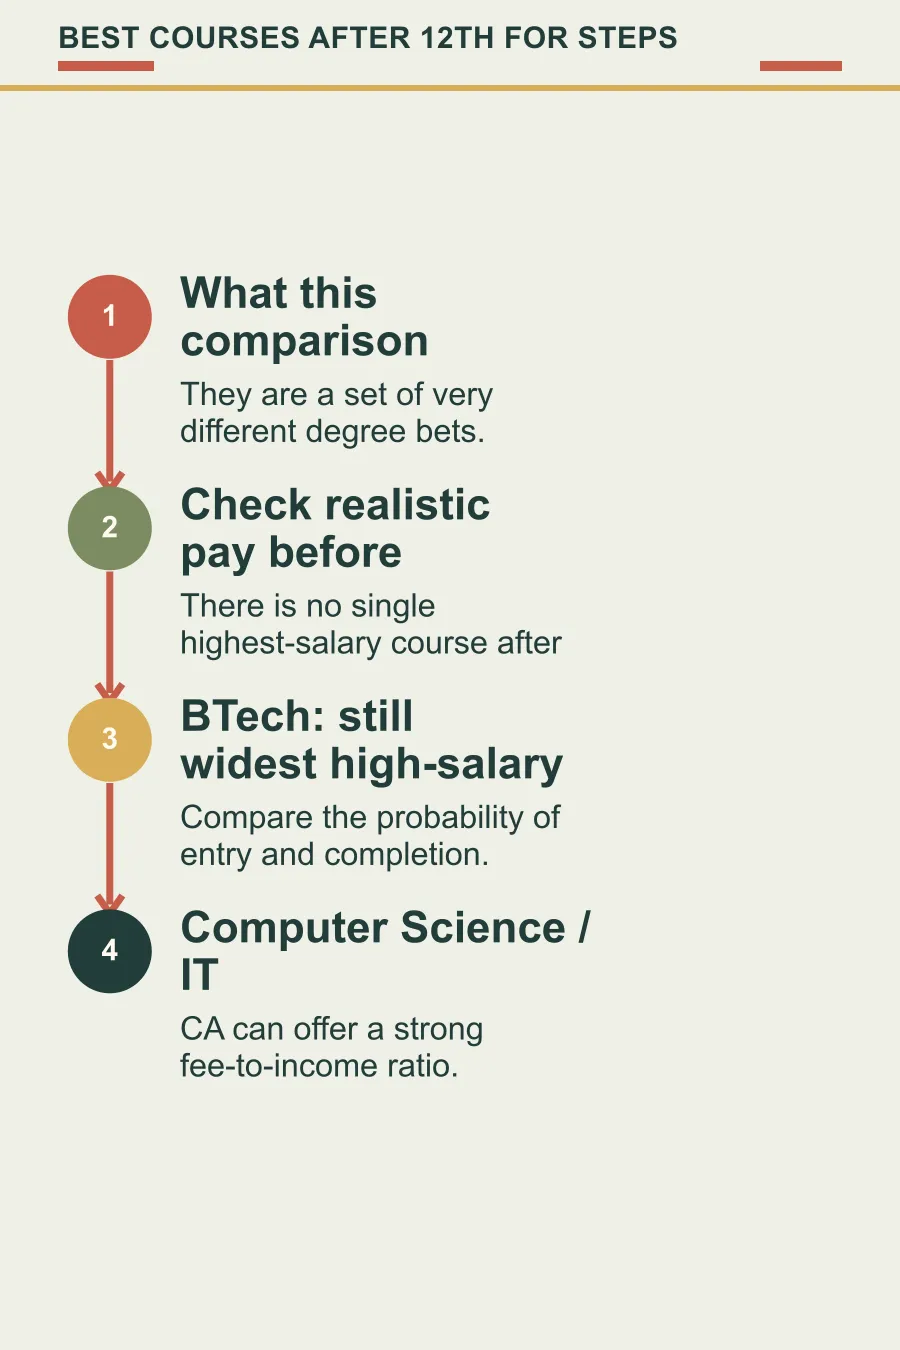 BEST COURSES AFTER 12TH FOR STEPS
1
What this
comparison
They are a set of very
different degree bets.
2
Check realistic
pay before
There is no single
highest-salary course after
3
BTech: still
widest high-salary
Compare the probability of
entry and completion.
4
Computer Science /
IT
CA can offer a strong
fee-to-income ratio.